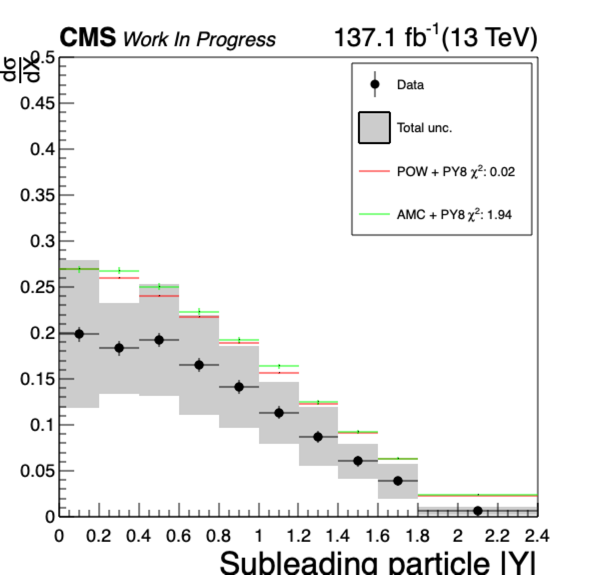 CMS Work In Progress 137.1 fb⁻¹(13 TeV)
dσ
dX
0.5
0.45
0.4
0.35
0.3
0.25
0.2
0.15
0.1
0.05
0
Data
Total unc.
POW + PY8 χ²: 0.02
AMC + PY8 χ²: 1.94
0 0.2 0.4 0.6 0.8 1 1.2 1.4 1.6 1.8 2 2.2 2.4
Subleading particle |Y|